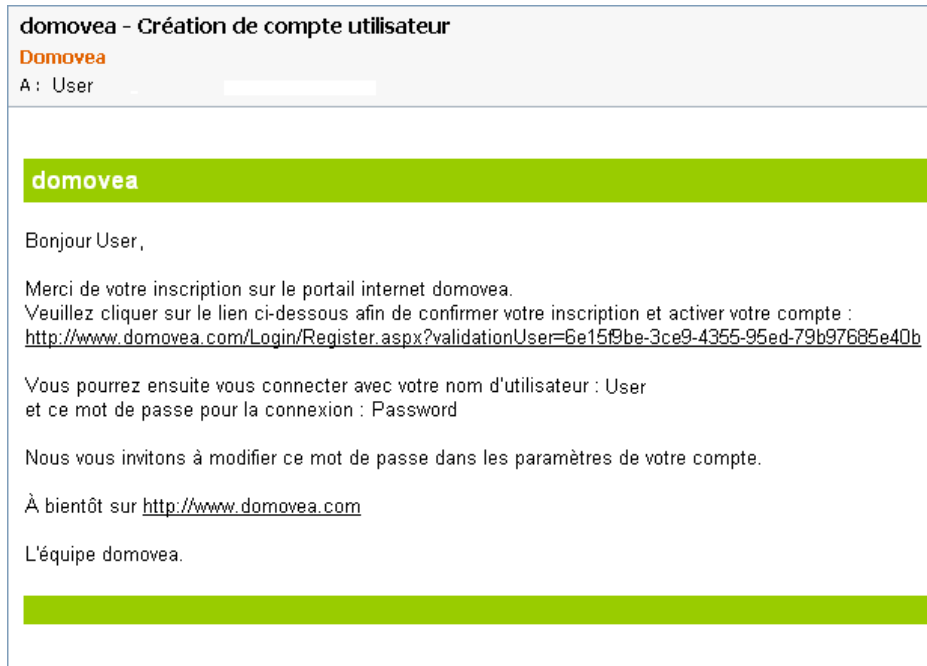 domovea - Création de compte utilisateur
Domovea
A : User
domovea
Bonjour User,
Merci de votre inscription sur le portail internet domovea.
Veuillez cliquer sur le lien ci-dessous afin de confirmer votre inscription et activer votre compte :
http://www.domovea.com/Login/Register.aspx?validationUser=6e15f9be-3ce9-4355-95ed-79b97685e40b
Vous pourrez ensuite vous connecter avec votre nom d'utilisateur : User
et ce mot de passe pour la connexion : Password
Nous vous invitons à modifier ce mot de passe dans les paramètres de votre compte.
À bientôt sur http://www.domovea.com
L'équipe domovea.